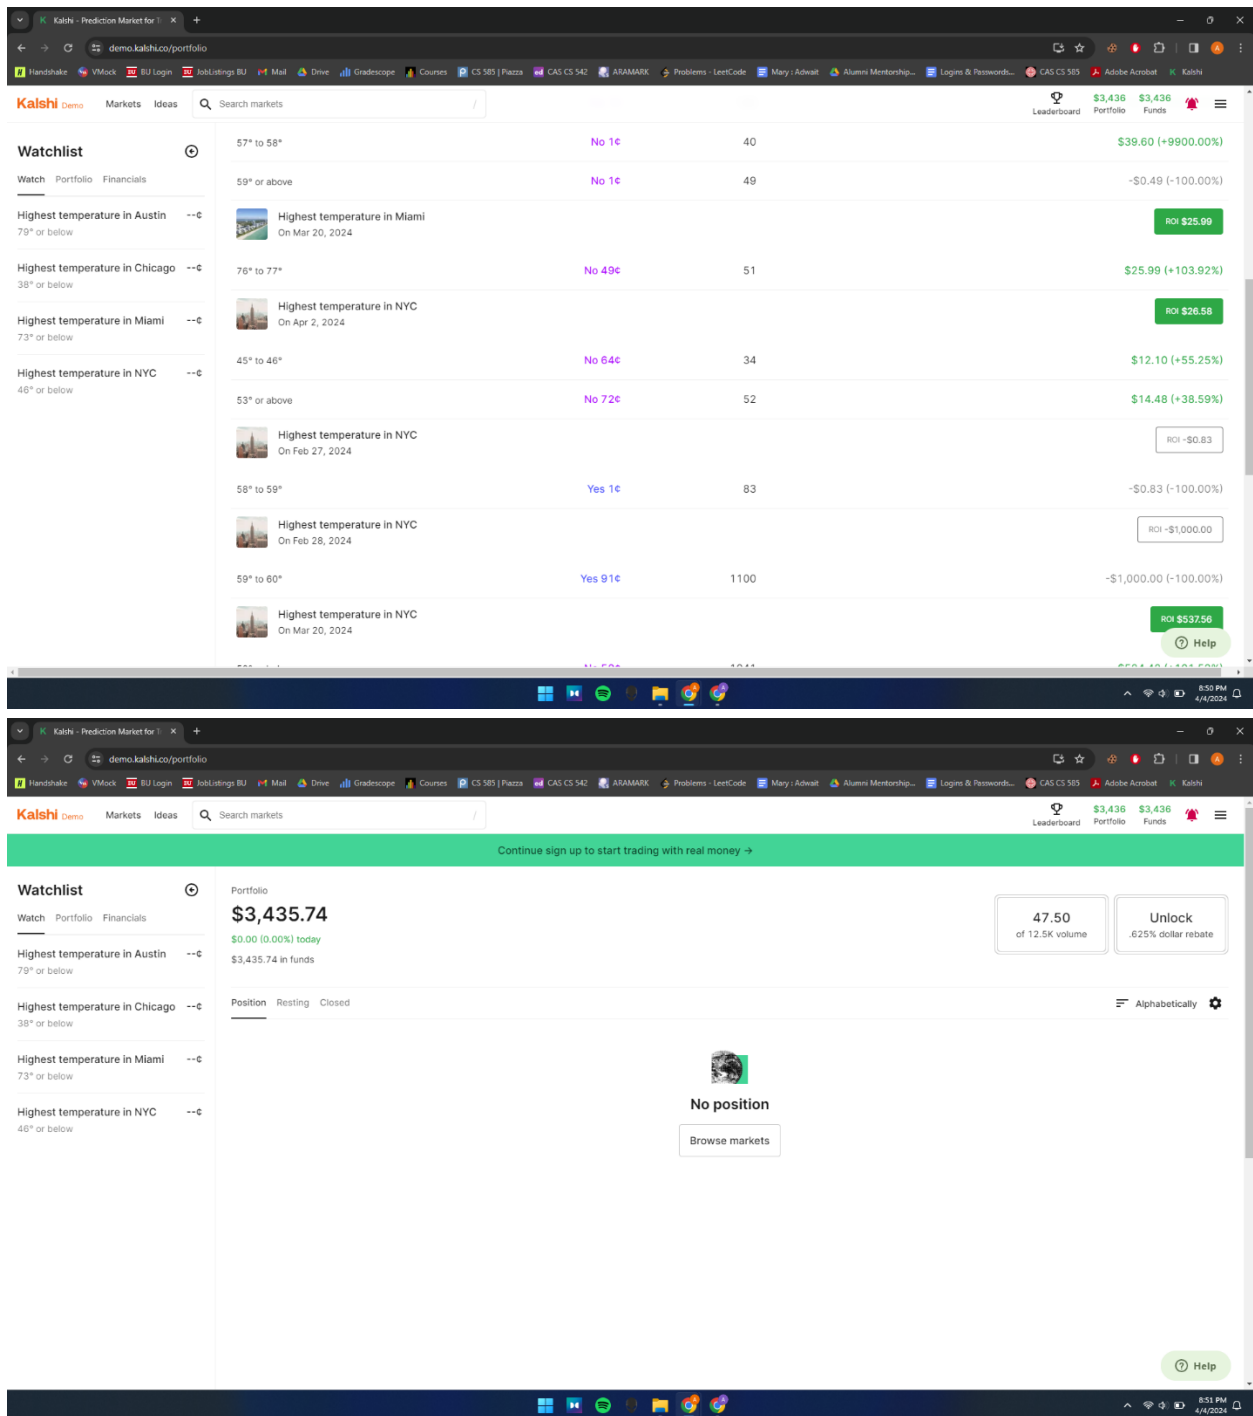 Kalshi - Prediction Market for Tr
demo.kalshi.co/portfolio
Handshake VMock BU Login JobListings BU Mail Drive Gradescope Courses CS 585 | Piazza CAS CS 542 ARAMARK Problems - LeetCode Mary : Adwait Alumni Mentorship... Logins & Passwords... CAS CS 585 Adobe Acrobat Kalshi
Kalshi Demo Markets Ideas Search markets / Leaderboard $3,436 Portfolio $3,436 Funds
Watchlist
Watch Portfolio Financials
Highest temperature in Austin --¢
79° or below
Highest temperature in Chicago --¢
38° or below
Highest temperature in Miami --¢
73° or below
Highest temperature in NYC --¢
46° or below
57° to 58° No 1¢ 40 $39.60 (+9900.00%)
59° or above No 1¢ 49 -$0.49 (-100.00%)
Highest temperature in Miami ROI $25.99
On Mar 20, 2024
76° to 77° No 49¢ 51 $25.99 (+103.92%)
Highest temperature in NYC ROI $26.58
On Apr 2, 2024
45° to 46° No 64¢ 34 $12.10 (+55.25%)
53° or above No 72¢ 52 $14.48 (+38.59%)
Highest temperature in NYC ROI -$0.83
On Feb 27, 2024
58° to 59° Yes 1¢ 83 -$0.83 (-100.00%)
Highest temperature in NYC ROI -$1,000.00
On Feb 28, 2024
59° to 60° Yes 91¢ 1100 -$1,000.00 (-100.00%)
Highest temperature in NYC ROI $537.56
On Mar 20, 2024
Help
8:50 PM
4/4/2024
Kalshi - Prediction Market for Tr
demo.kalshi.co/portfolio
Handshake VMock BU Login JobListings BU Mail Drive Gradescope Courses CS 585 | Piazza CAS CS 542 ARAMARK Problems - LeetCode Mary : Adwait Alumni Mentorship... Logins & Passwords... CAS CS 585 Adobe Acrobat Kalshi
Kalshi Demo Markets Ideas Search markets / Leaderboard $3,436 Portfolio $3,436 Funds
Continue sign up to start trading with real money →
Watchlist
Watch Portfolio Financials
Highest temperature in Austin --¢
79° or below
Highest temperature in Chicago --¢
38° or below
Highest temperature in Miami --¢
73° or below
Highest temperature in NYC --¢
46° or below
Portfolio
$3,435.74
$0.00 (0.00%) today
$3,435.74 in funds
47.50
of 12.5K volume
Unlock
.625% dollar rebate
Position Resting Closed Alphabetically
No position
Browse markets
Help
8:51 PM
4/4/2024